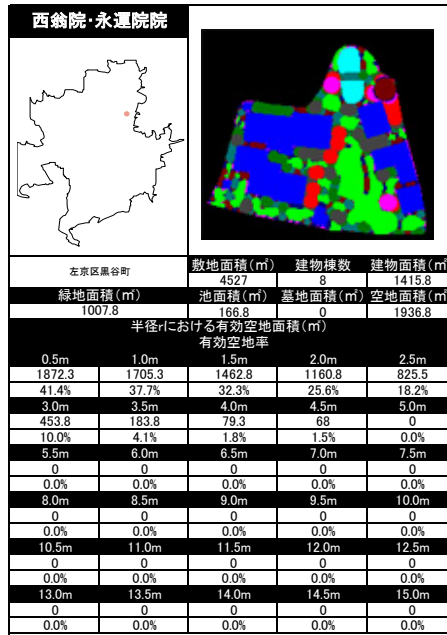 西翁院・永運院院
左京区黒谷町
敷地面積(㎡) 建物棟数 建物面積(㎡)
4527 8 1415.8
緑地面積(㎡) 池面積(㎡) 墓地面積(㎡) 空地面積(㎡)
1007.8 166.8 0 1936.8
半径rにおける有効空地面積(㎡)
有効空地率
0.5m 1.0m 1.5m 2.0m 2.5m
1872.3 1705.3 1462.8 1160.8 825.5
41.4% 37.7% 32.3% 25.6% 18.2%
3.0m 3.5m 4.0m 4.5m 5.0m
453.8 183.8 79.3 68 0
10.0% 4.1% 1.8% 1.5% 0.0%
5.5m 6.0m 6.5m 7.0m 7.5m
0 0 0 0 0
0.0% 0.0% 0.0% 0.0% 0.0%
8.0m 8.5m 9.0m 9.5m 10.0m
0 0 0 0 0
0.0% 0.0% 0.0% 0.0% 0.0%
10.5m 11.0m 11.5m 12.0m 12.5m
0 0 0 0 0
0.0% 0.0% 0.0% 0.0% 0.0%
13.0m 13.5m 14.0m 14.5m 15.0m
0 0 0 0 0
0.0% 0.0% 0.0% 0.0% 0.0%